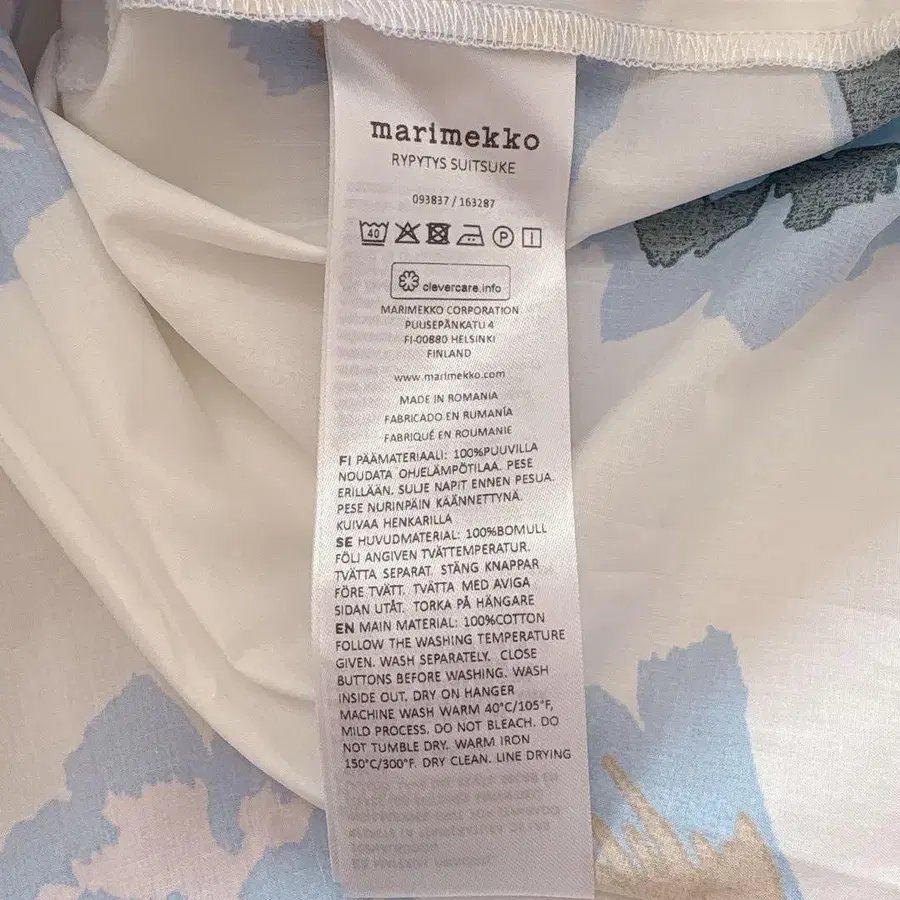 marimekko
RYPYTYS SUITSUKE
093837 / 163287
40 P
clevercare.info
MARIMEKKO CORPORATION
PUUSEPÄNKATU 4
FI-00880 HELSINKI
FINLAND
www.marimekko.com
MADE IN ROMANIA
FABRICADO EN RUMANÍA
FABRIQUÉ EN ROUMANIE
FI PÄÄMATERIAALI: 100%PUUVILLA
NOUDATA OHJELÄMPÖTILAA. PESE
ERILLÄÄN. SULJE NAPIT ENNEN PESUA.
PESE NURINPÄIN KÄÄNNETTYNÄ.
KUIVAA HENKARILLA
SE HUVUDMATERIAL: 100%BOMULL
FÖLJ ANGIVEN TVÄTTEMPERATUR.
TVÄTTA SEPARAT. STÄNG KNAPPAR
FÖRE TVÄTT. TVÄTTA MED AVIGA
SIDAN UTÅT. TORKA PÅ HÄNGARE
EN MAIN MATERIAL: 100%COTTON
FOLLOW THE WASHING TEMPERATURE
GIVEN. WASH SEPARATELY. CLOSE
BUTTONS BEFORE WASHING. WASH
INSIDE OUT. DRY ON HANGER
MACHINE WASH WARM 40°C/105°F,
MILD PROCESS. DO NOT BLEACH. DO
NOT TUMBLE DRY. WARM IRON
150°C/300°F. DRY CLEAN. LINE DRYING